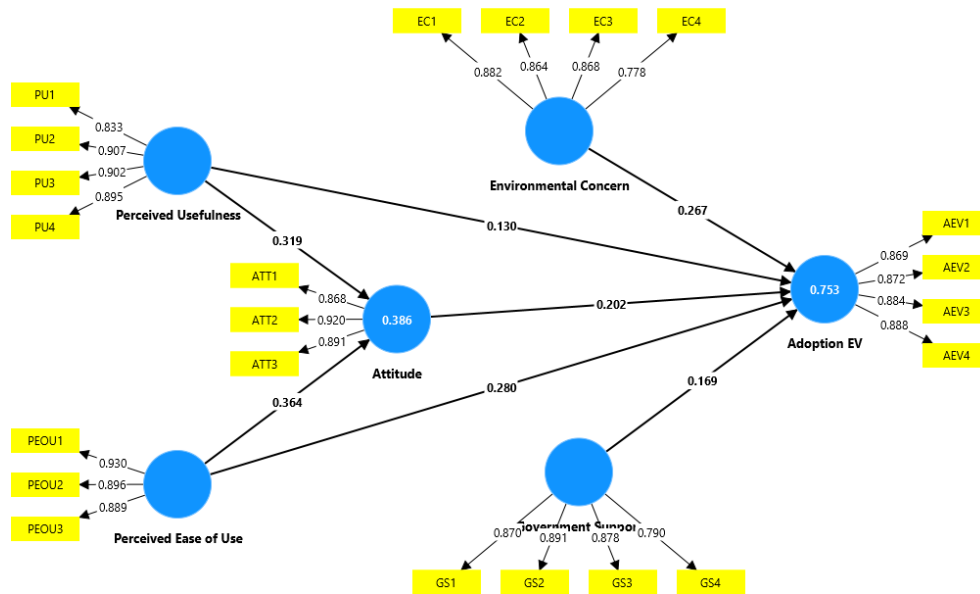 EC1
EC2
EC3
EC4
0.882
0.864
0.868
0.778
Environmental Concern
PU1
PU2
PU3
PU4
0.833
0.907
0.902
0.895
Perceived Usefulness
0.319
0.130
0.267
ATT1
ATT2
ATT3
0.868
0.920
0.891
0.386
Attitude
0.202
0.753
Adoption EV
0.869
0.872
0.884
0.888
AEV1
AEV2
AEV3
AEV4
0.364
0.280
0.169
PEOU1
PEOU2
PEOU3
0.930
0.896
0.889
Perceived Ease of Use
Government Support
0.870
0.891
0.878
0.790
GS1
GS2
GS3
GS4